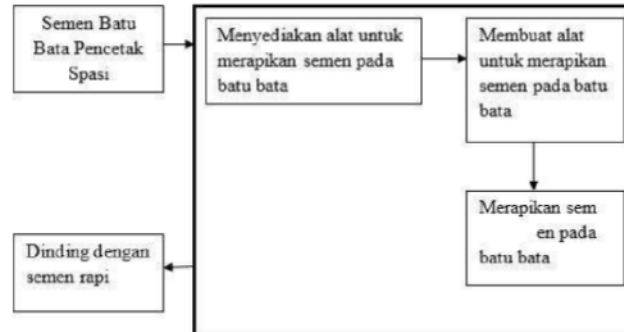 Semen Batu
Bata Pencetak
Spasi
Menyediakan alat untuk
merapikan semen pada
batu bata
Membuat alat
untuk merapikan
semen pada batu
bata
Merapikan sem
en pada
batu bata
Dinding dengan
semen rapi